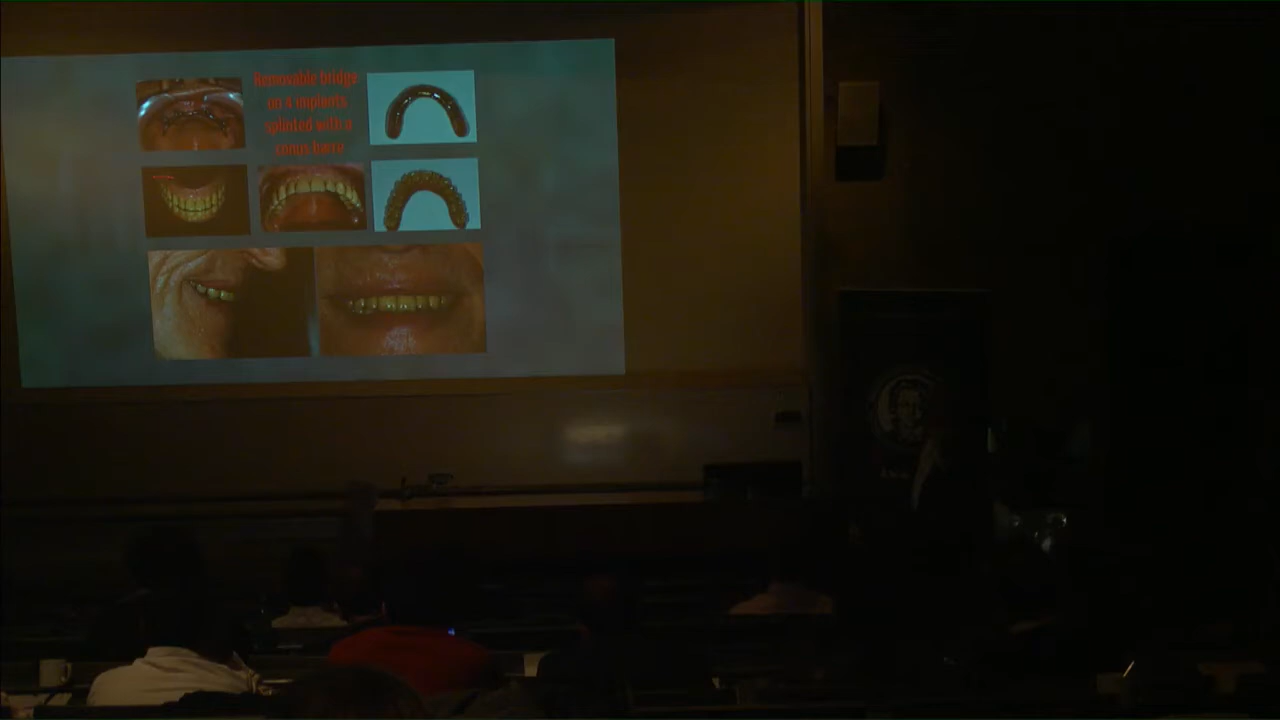 Removable bridge
on 4 implants
splinted with a
conus barre